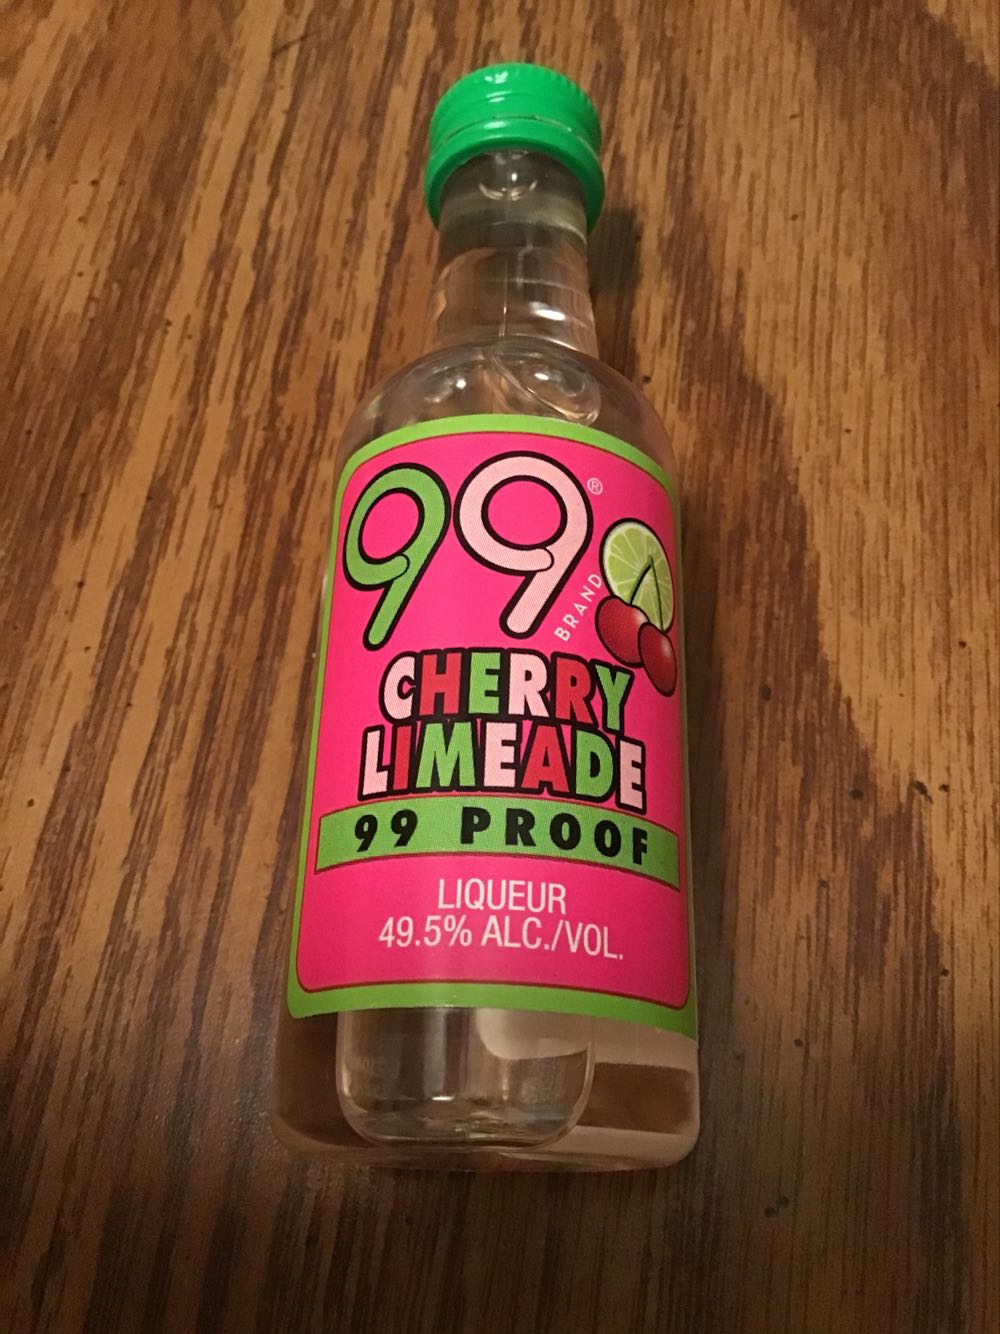 99®
BRAND
CHERRY
LIMEADE
99 PROOF
LIQUEUR
49.5% ALC./VOL.